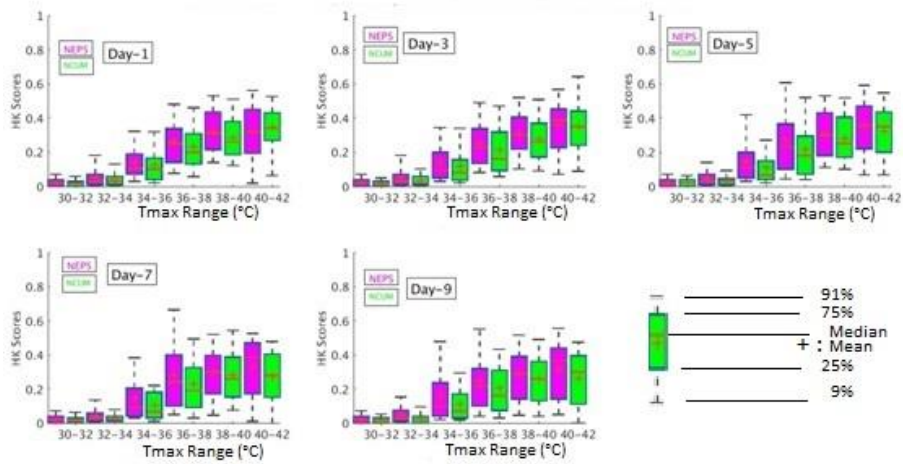 1
0.8
0.6
0.4
0.2
0
HK Scores
NEPS
NCUM
Day-1
30-32 32-34 34-36 36-38 38-40 40-42
Tmax Range (°C)
1
0.8
0.6
0.4
0.2
0
HK Scores
NEPS
NCUM
Day-3
30-32 32-34 34-36 36-38 38-40 40-42
Tmax Range (°C)
1
0.8
0.6
0.4
0.2
0
HK Scores
NEPS
NCUM
Day-5
30-32 32-34 34-36 36-38 38-40 40-42
Tmax Range (°C)
1
0.8
0.6
0.4
0.2
0
HK Scores
NEPS
NCUM
Day-7
30-32 32-34 34-36 36-38 38-40 40-42
Tmax Range (°C)
1
0.8
0.6
0.4
0.2
0
HK Scores
NEPS
NCUM
Day-9
30-32 32-34 34-36 36-38 38-40 40-42
Tmax Range (°C)
91%
75%
Median
+ : Mean
25%
9%